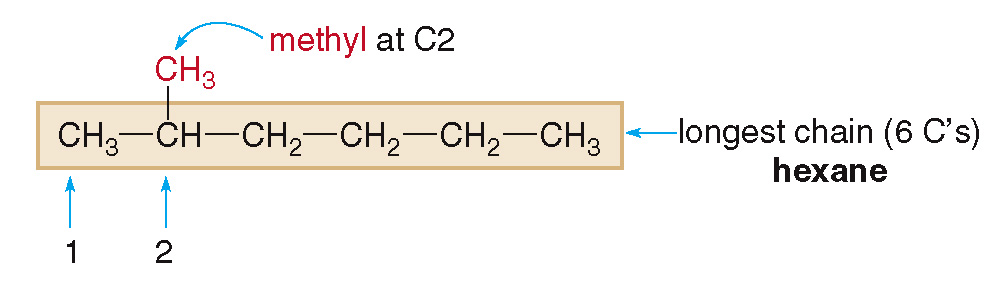 methyl at C2
CH3
CH3—CH—CH2—CH2—CH2—CH3
longest chain (6 C’s)
hexane
1 2